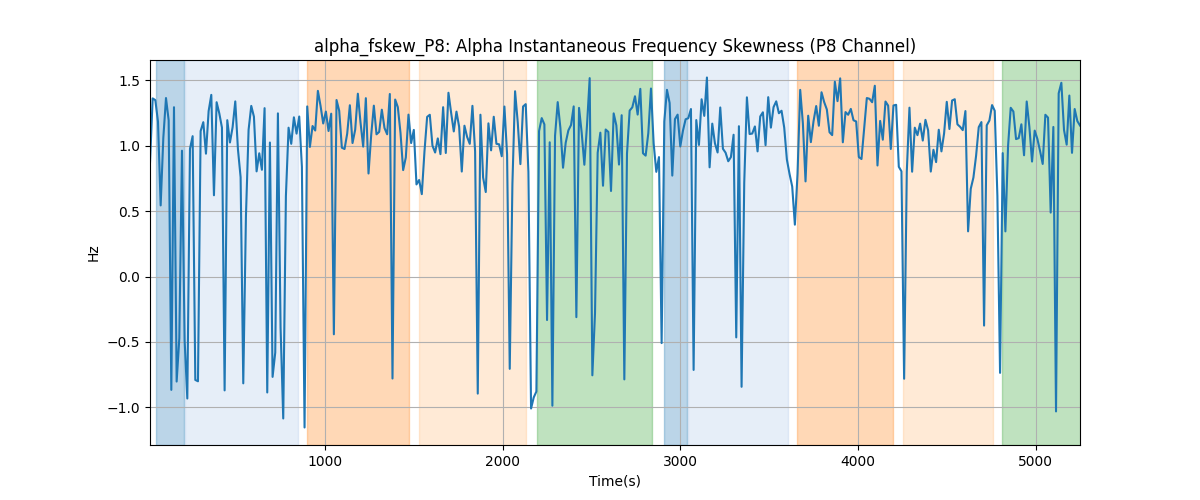 alpha_fskew_P8: Alpha Instantaneous Frequency Skewness (P8 Channel)
1.5
1.0
0.5
0.0
−0.5
−1.0
Hz
1000 2000 3000 4000 5000
Time(s)